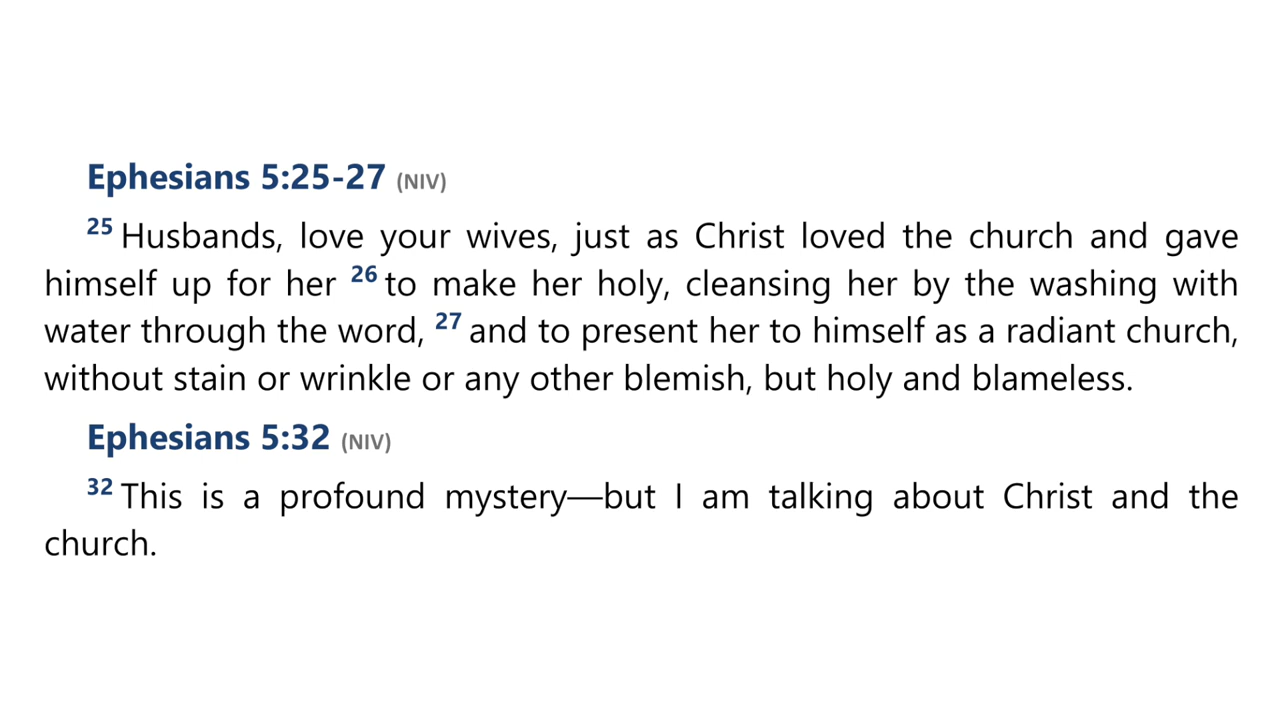 Ephesians 5:25-27 (NIV)
25 Husbands, love your wives, just as Christ loved the church and gave
himself up for her 26 to make her holy, cleansing her by the washing with
water through the word, 27 and to present her to himself as a radiant church,
without stain or wrinkle or any other blemish, but holy and blameless.
Ephesians 5:32 (NIV)
32 This is a profound mystery—but I am talking about Christ and the
church.